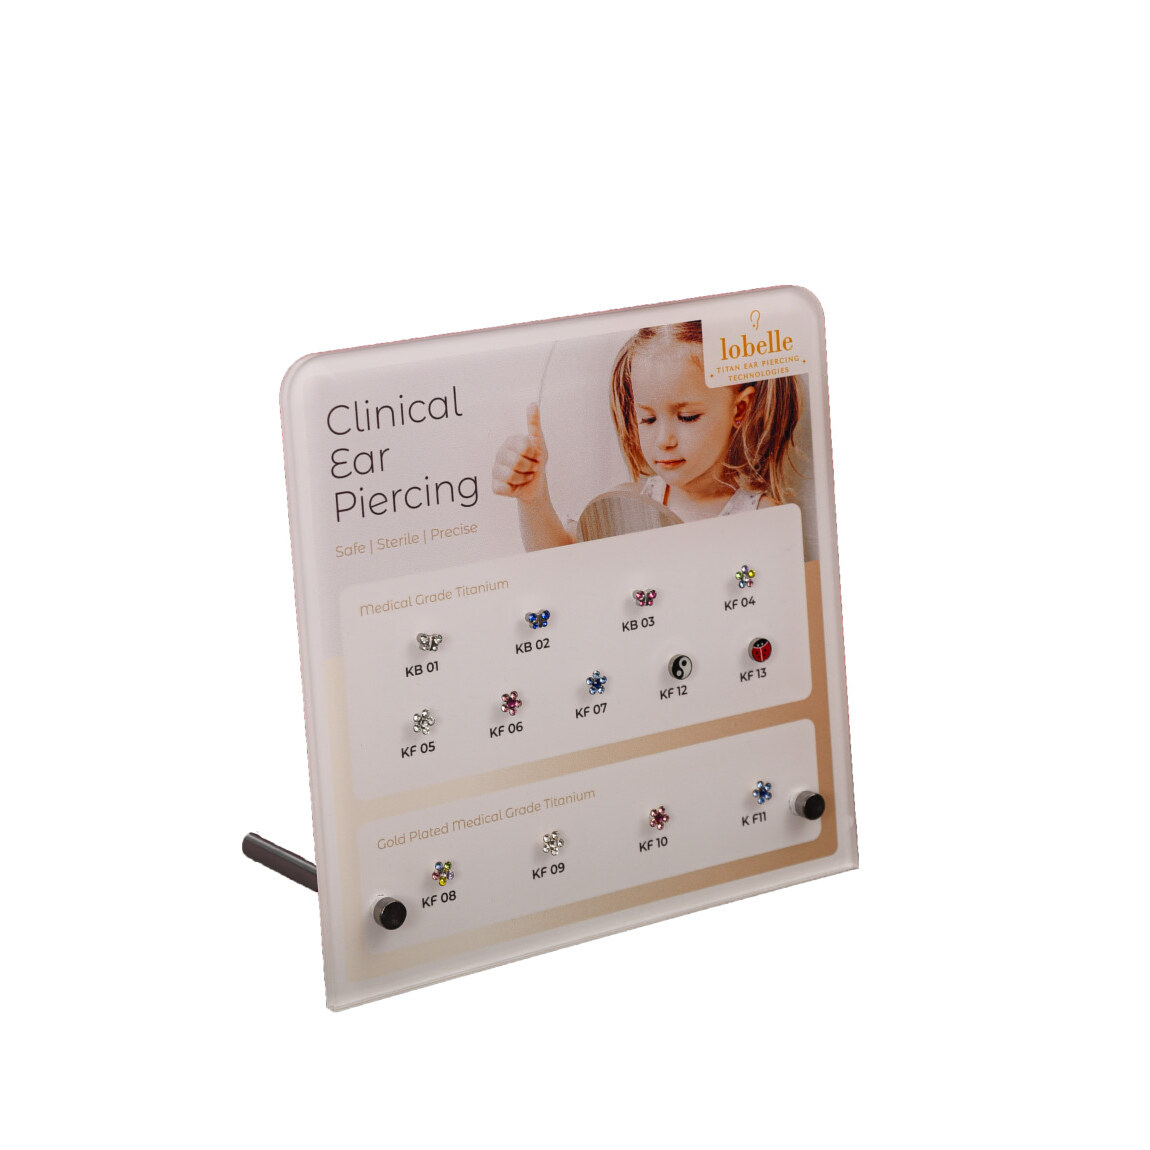 lobelle
TITAN EAR PIERCING
TECHNOLOGIES
Clinical
Ear
Piercing
Safe | Sterile | Precise
Medical Grade Titanium
KB 01
KB 02
KB 03
KF 04
KF 05
KF 06
KF 07
KF 12
KF 13
Gold Plated Medical Grade Titanium
KF 08
KF 09
KF 10
K F11